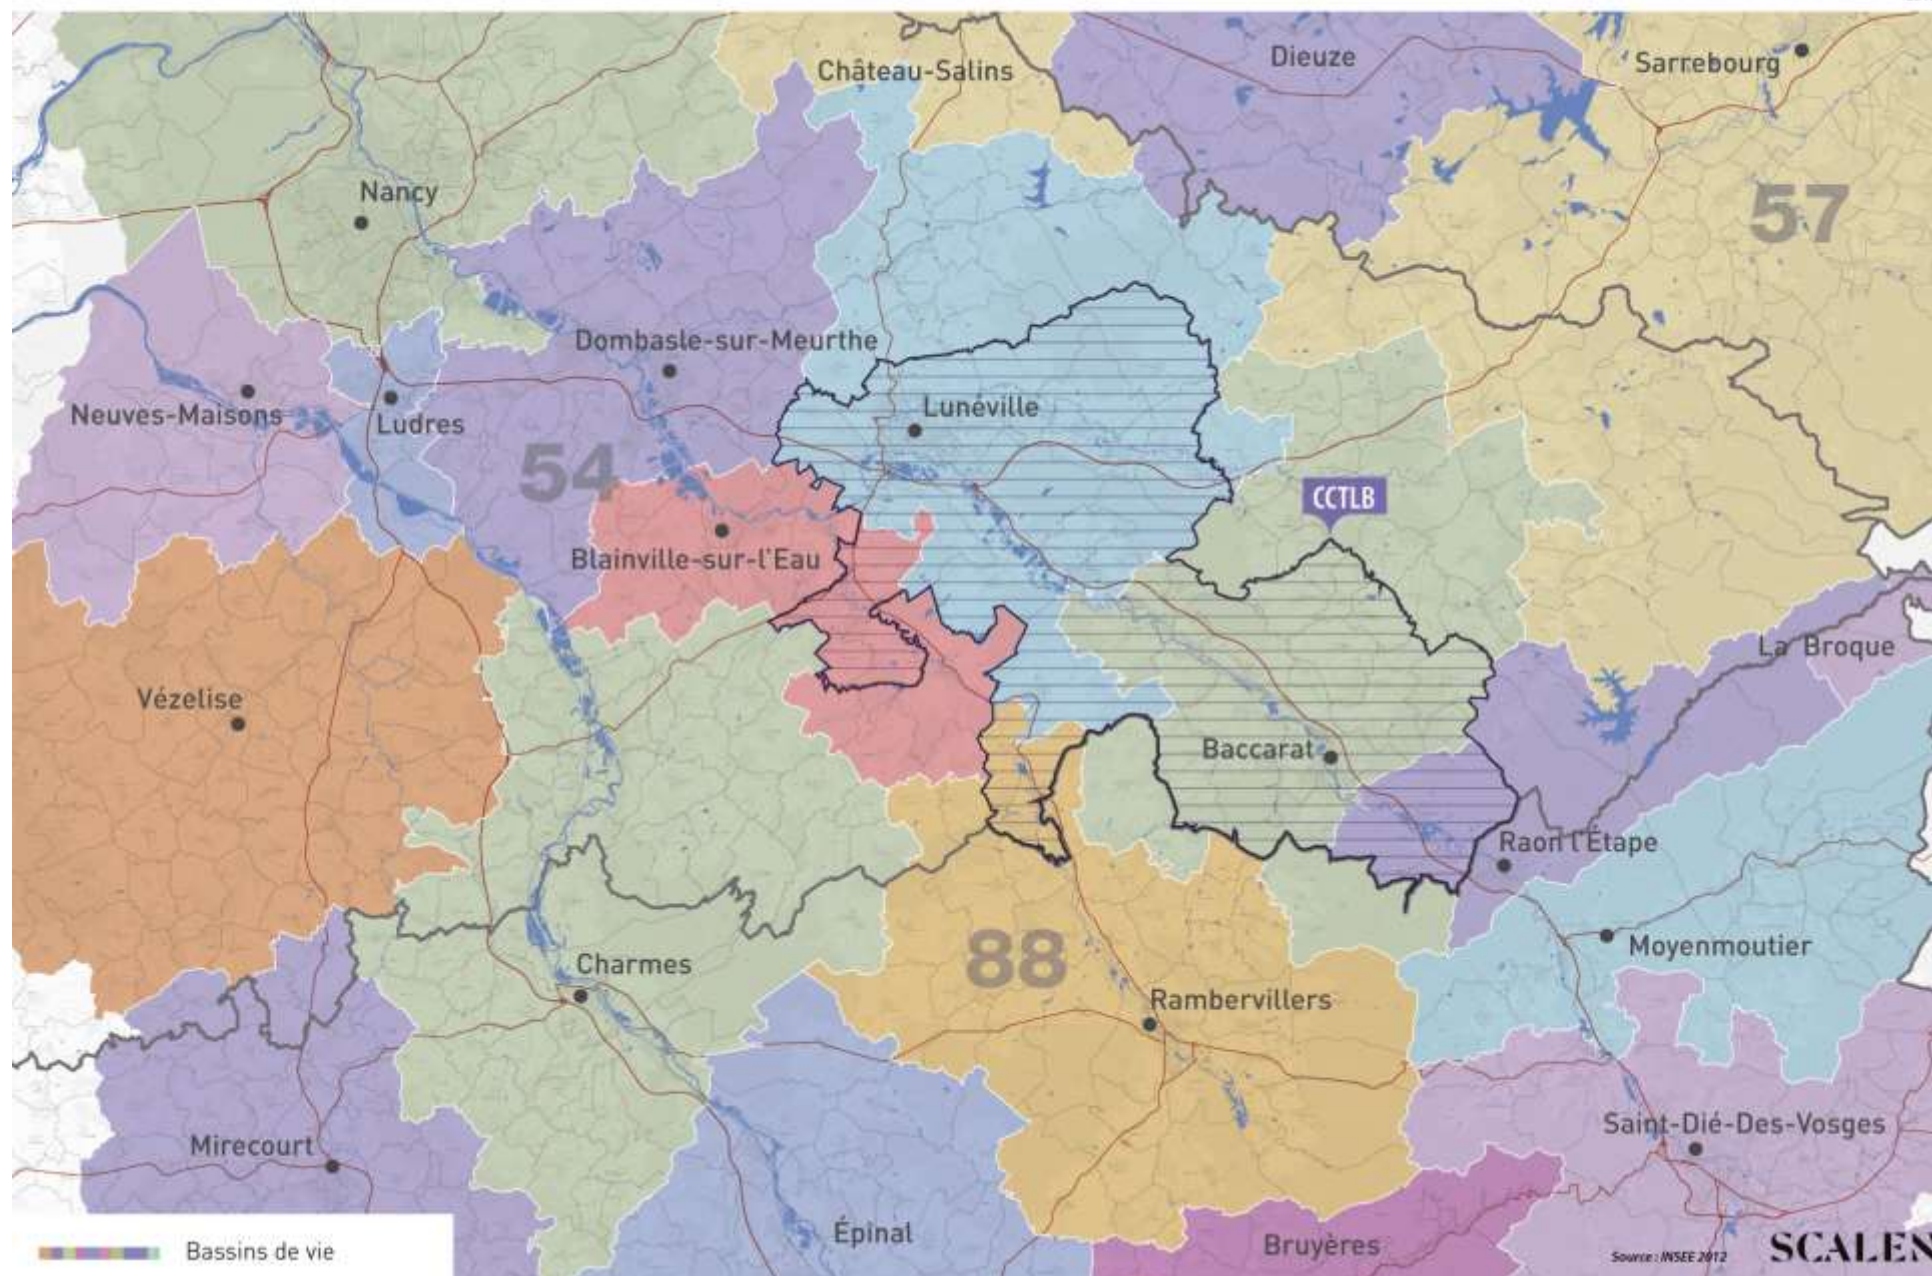 Château-Salins
Dieuze
Sarrebourg
57
Nancy
Dombasle-sur-Meurthe
Neuves-Maisons
Ludres
Lunéville
54
CCTLB
Blainville-sur-l'Eau
La Broque
Vézelise
Baccarat
Raon l'Étape
88
Moyenmoutier
Charmes
Rambervillers
Mirecourt
Saint-Dié-Des-Vosges
Épinal
Bruyères
Bassins de vie
Source : INSEE 2012
SCALEN